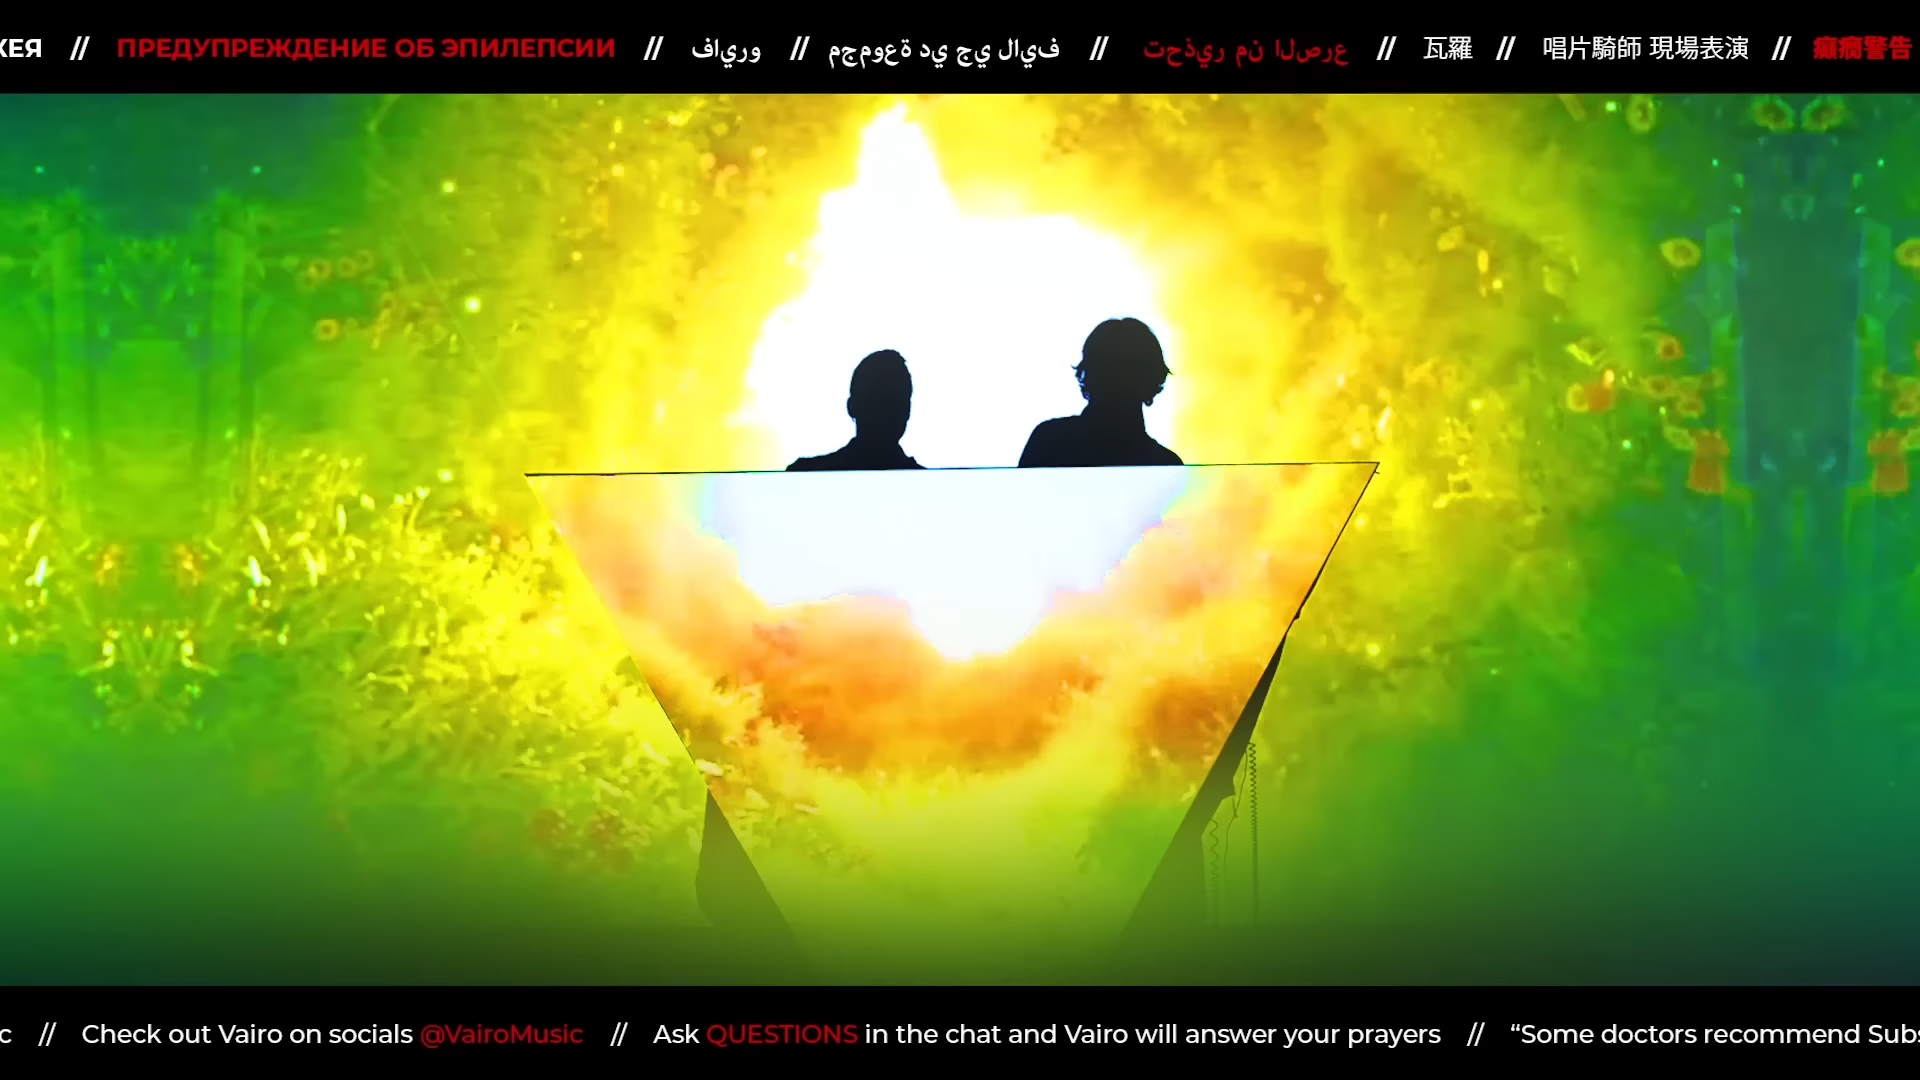 ЖЕЯ // ПРЕДУПРЕЖДЕНИЕ ОБ ЭПИЛЕПСИИ // فايرو // مجموعة دي جي لايف // تحذير من الصرع // 瓦羅 // 唱片騎師 現場表演 // 癲癇警告
c // Check out Vairo on socials @VairoMusic // Ask QUESTIONS in the chat and Vairo will answer your prayers // “Some doctors recommend Subs